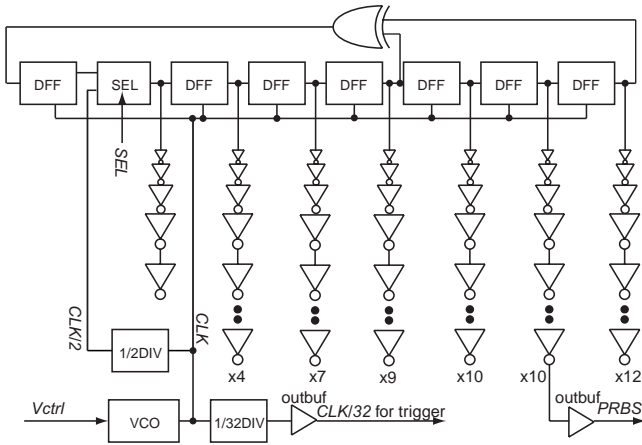 DFF SEL DFF DFF DFF DFF DFF DFF
SEL
CLK/2
CLK
1/2DIV
x4 x7 x9 x10 x10 x12
Vctrl
VCO
1/32DIV
outbuf
CLK/32 for trigger
outbuf
PRBS